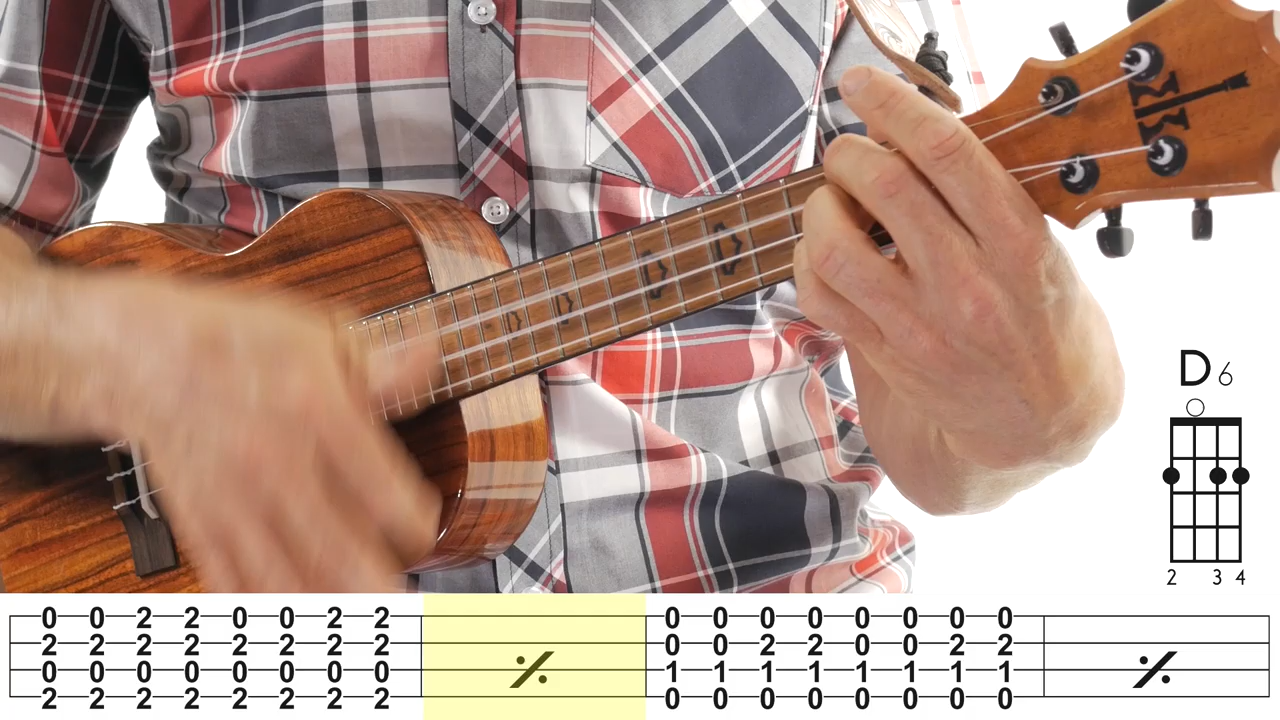 D 6
2 3 4
0 0 2 2 0 0 2 2 0 0 0 0 0 0 0 0
2 2 2 2 2 2 2 2 0 0 2 2 0 0 2 2
0 0 0 0 0 0 0 0 1 1 1 1 1 1 1 1
2 2 2 2 2 2 2 2 0 0 0 0 0 0 0 0